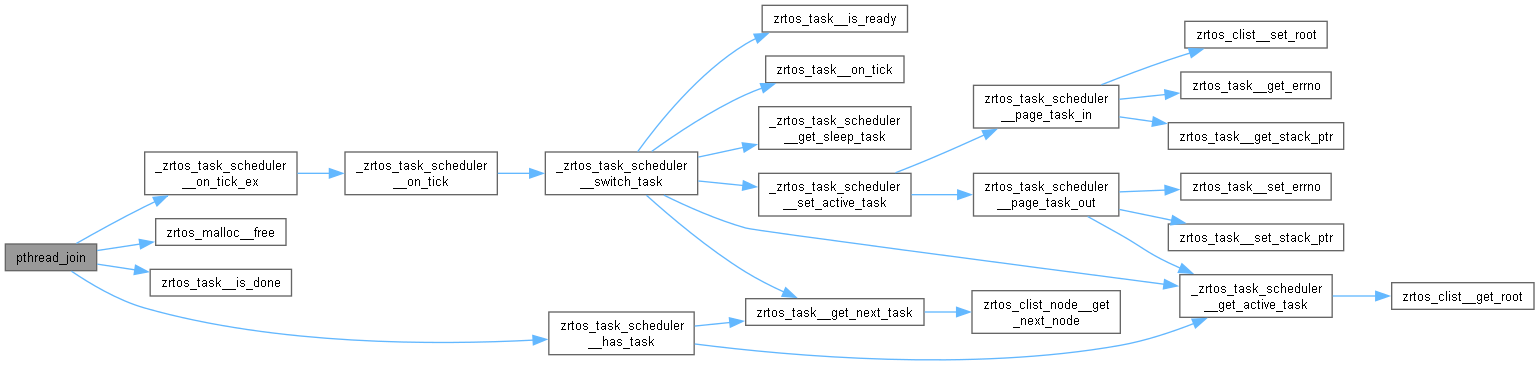 pthread_join
_zrtos_task_scheduler
__on_tick_ex
zrtos_malloc__free
zrtos_task__is_done
zrtos_task_scheduler
__has_task
_zrtos_task_scheduler
__on_tick
_zrtos_task_scheduler
__switch_task
zrtos_task__is_ready
zrtos_task__on_tick
_zrtos_task_scheduler
__get_sleep_task
_zrtos_task_scheduler
__set_active_task
zrtos_task__get_next_task
zrtos_task_scheduler
__page_task_in
zrtos_task_scheduler
__page_task_out
zrtos_clist_node__get
_next_node
zrtos_clist__set_root
zrtos_task__get_errno
zrtos_task__get_stack_ptr
zrtos_task__set_errno
zrtos_task__set_stack_ptr
_zrtos_task_scheduler
__get_active_task
zrtos_clist__get_root